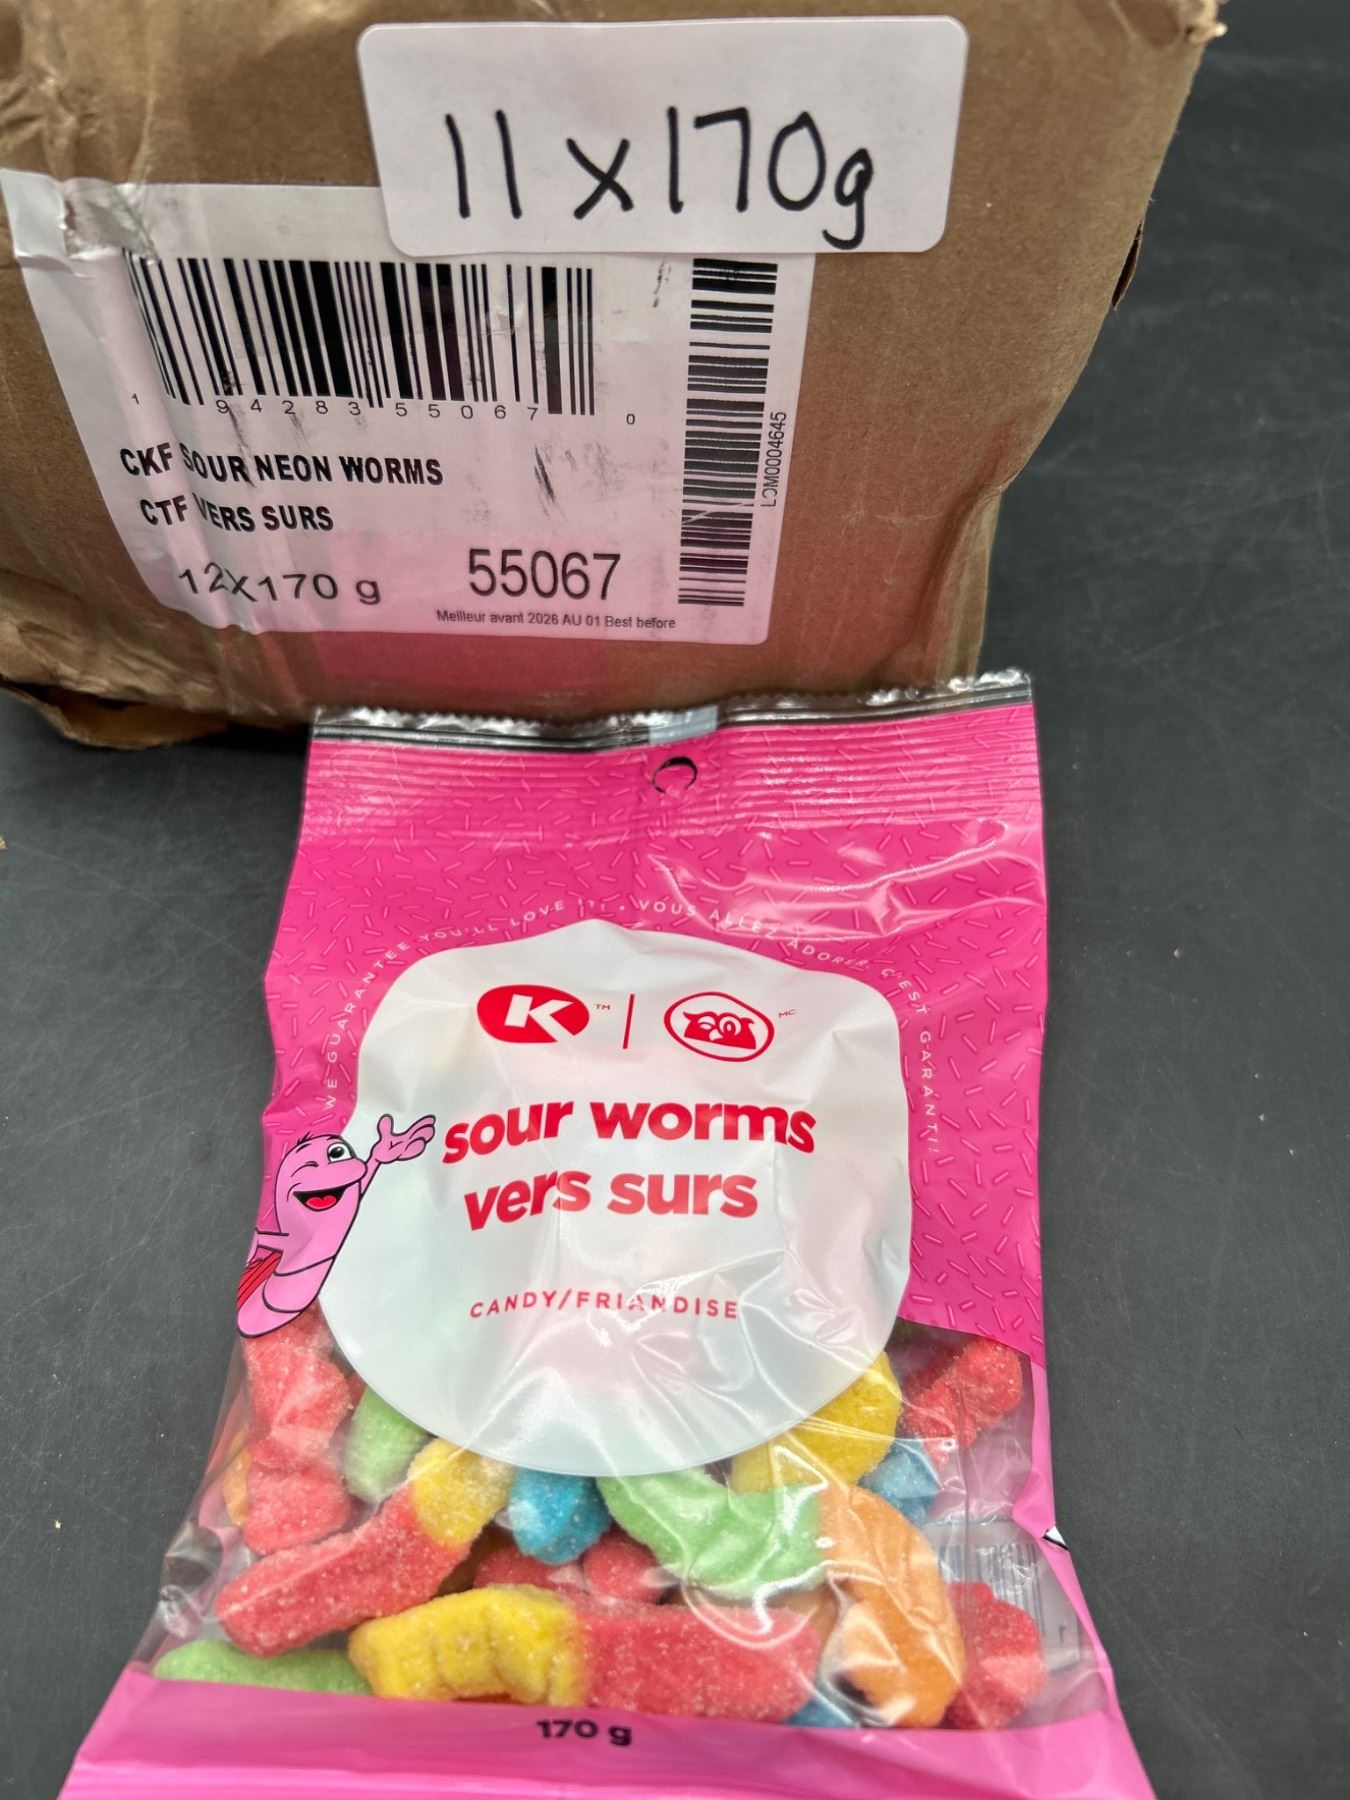 11 x 170g
1 94283 55067 0
LOM0004645
CKF SOUR NEON WORMS
CTF VERS SURS
12X170 g
55067
Meilleur avant 2026 AU 01 Best before
WE GUARANTEE YOU'LL LOVE IT! • VOUS ALLEZ ADORER, C'EST GARANTI!
K TM | MC
sour worms
vers surs
CANDY/FRIANDISE
170 g